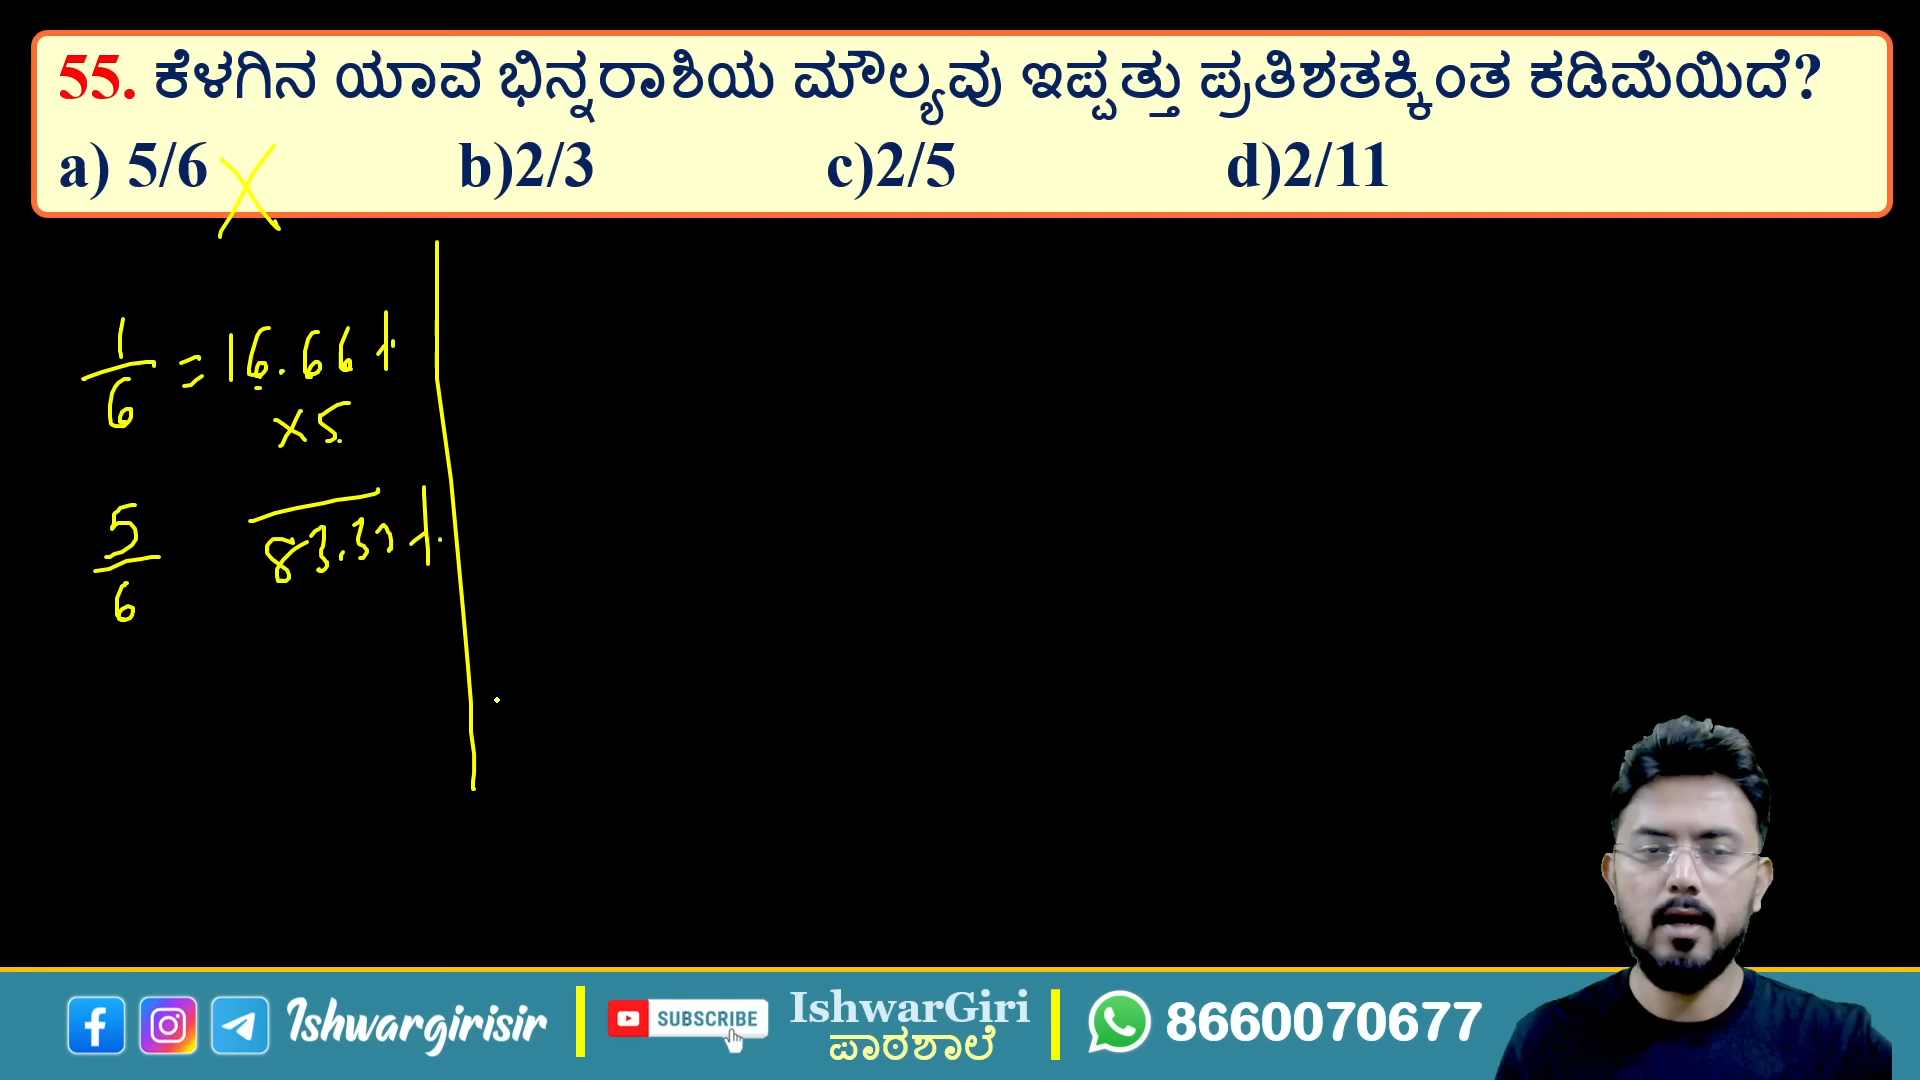 55. ಕೆಳಗಿನ ಯಾವ ಭಿನ್ನರಾಶಿಯ ಮೌಲ್ಯವು ಇಪ್ಪತ್ತು ಪ್ರತಿಶತಕ್ಕಿಂತ ಕಡಿಮೆಯಿದೆ?
a) 5/6 b)2/3 c)2/5 d)2/11
1/6 = 16.66 %
×5
5/6 83.33 %
Ishwargirisir SUBSCRIBE IshwarGiri 8660070677
ಪಾಠಶಾಲೆ